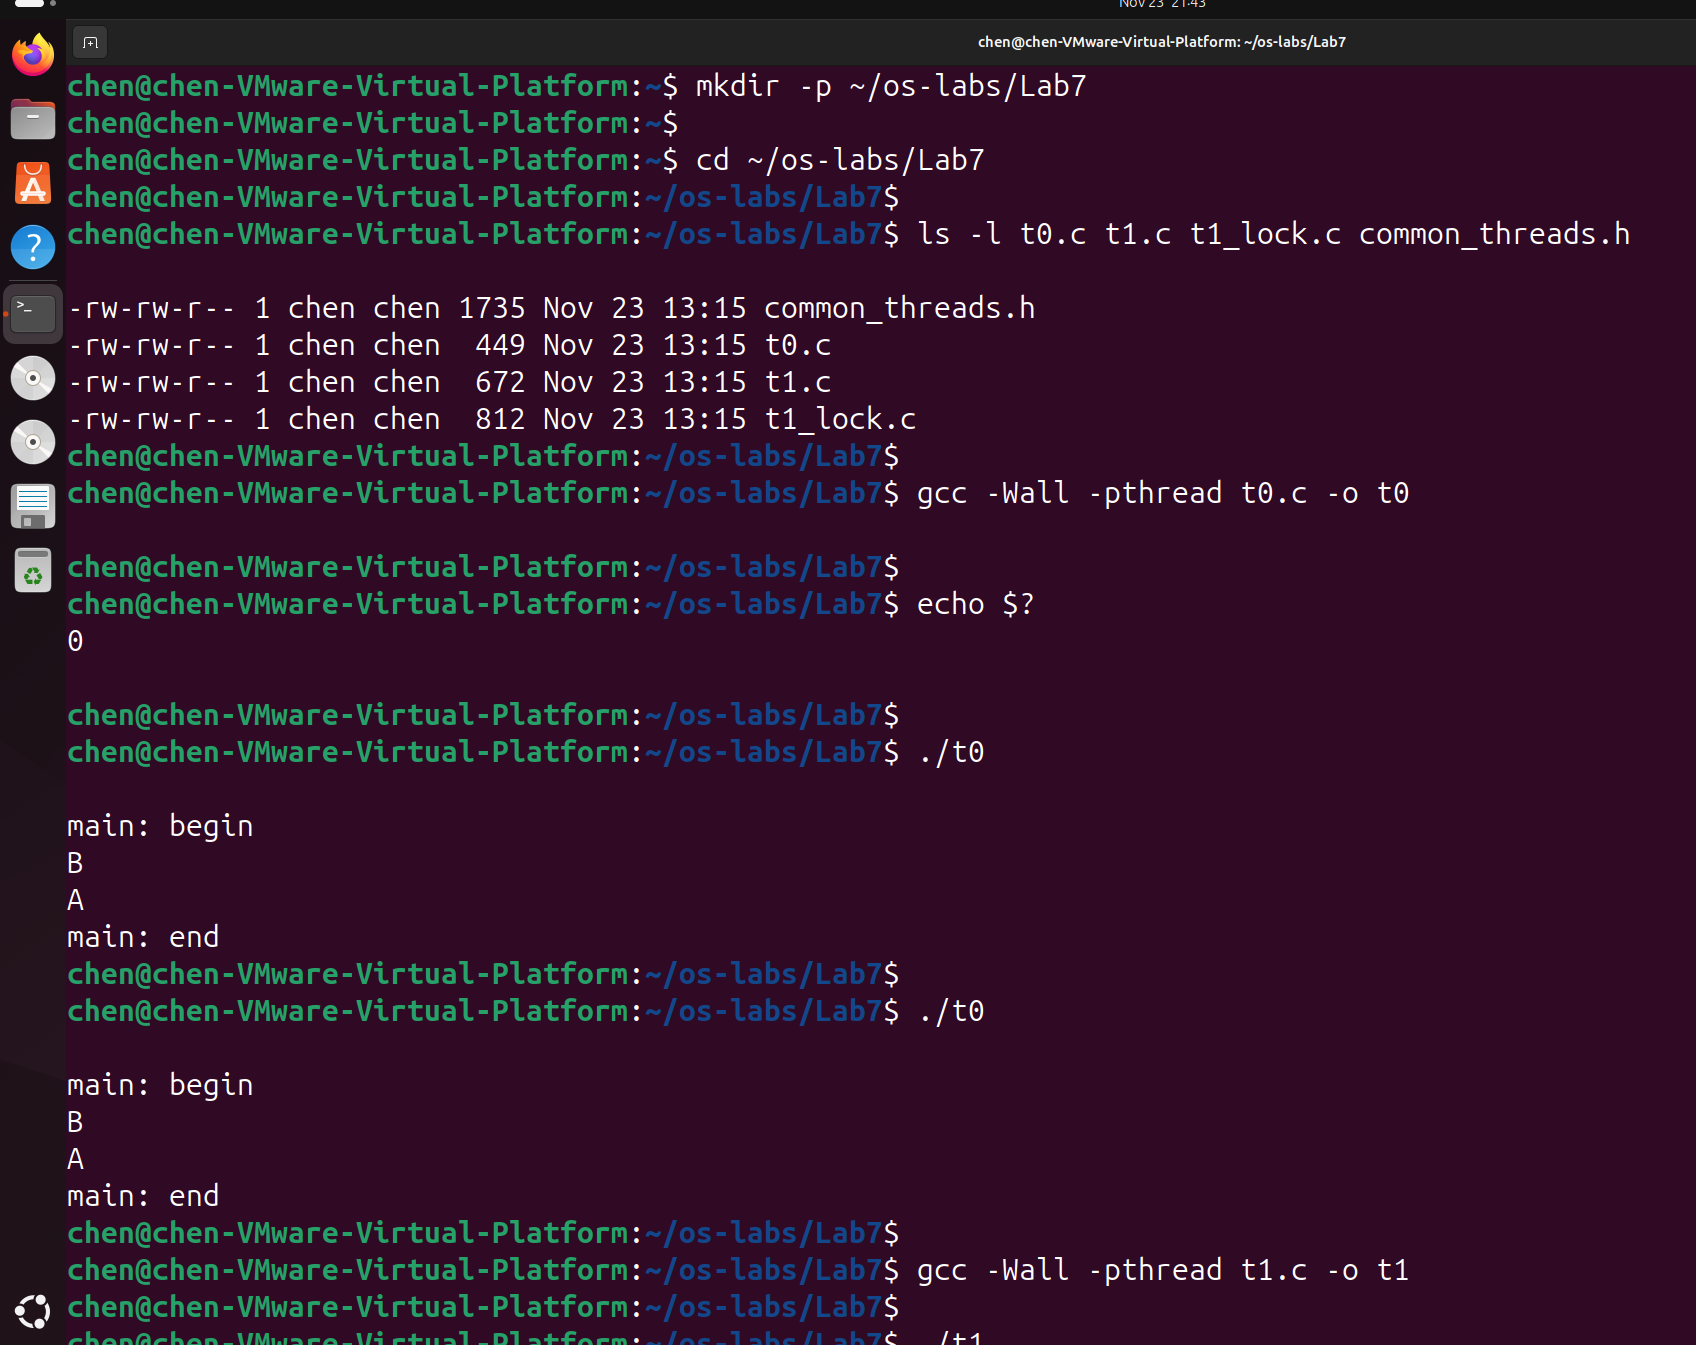 Nov 23 21:43
chen@chen-VMware-Virtual-Platform: ~/os-labs/Lab7
chen@chen-VMware-Virtual-Platform:~$ mkdir -p ~/os-labs/Lab7
chen@chen-VMware-Virtual-Platform:~$
chen@chen-VMware-Virtual-Platform:~$ cd ~/os-labs/Lab7
chen@chen-VMware-Virtual-Platform:~/os-labs/Lab7$
chen@chen-VMware-Virtual-Platform:~/os-labs/Lab7$ ls -l t0.c t1.c t1_lock.c common_threads.h
-rw-rw-r-- 1 chen chen 1735 Nov 23 13:15 common_threads.h
-rw-rw-r-- 1 chen chen  449 Nov 23 13:15 t0.c
-rw-rw-r-- 1 chen chen  672 Nov 23 13:15 t1.c
-rw-rw-r-- 1 chen chen  812 Nov 23 13:15 t1_lock.c
chen@chen-VMware-Virtual-Platform:~/os-labs/Lab7$
chen@chen-VMware-Virtual-Platform:~/os-labs/Lab7$ gcc -Wall -pthread t0.c -o t0
chen@chen-VMware-Virtual-Platform:~/os-labs/Lab7$
chen@chen-VMware-Virtual-Platform:~/os-labs/Lab7$ echo $?
0
chen@chen-VMware-Virtual-Platform:~/os-labs/Lab7$
chen@chen-VMware-Virtual-Platform:~/os-labs/Lab7$ ./t0
main: begin
B
A
main: end
chen@chen-VMware-Virtual-Platform:~/os-labs/Lab7$
chen@chen-VMware-Virtual-Platform:~/os-labs/Lab7$ ./t0
main: begin
B
A
main: end
chen@chen-VMware-Virtual-Platform:~/os-labs/Lab7$
chen@chen-VMware-Virtual-Platform:~/os-labs/Lab7$ gcc -Wall -pthread t1.c -o t1
chen@chen-VMware-Virtual-Platform:~/os-labs/Lab7$
chen@chen-VMware-Virtual-Platform:~/os-labs/Lab7$ ./t1